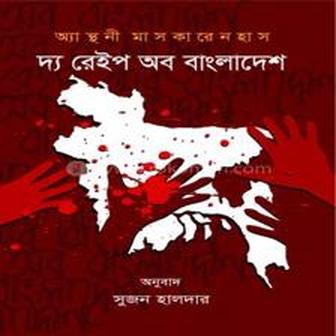 অ্যান্থনী মাসকারেনহাস
দ্য রেইপ অব বাংলাদেশ
অনুবাদ
সুজন হালদার